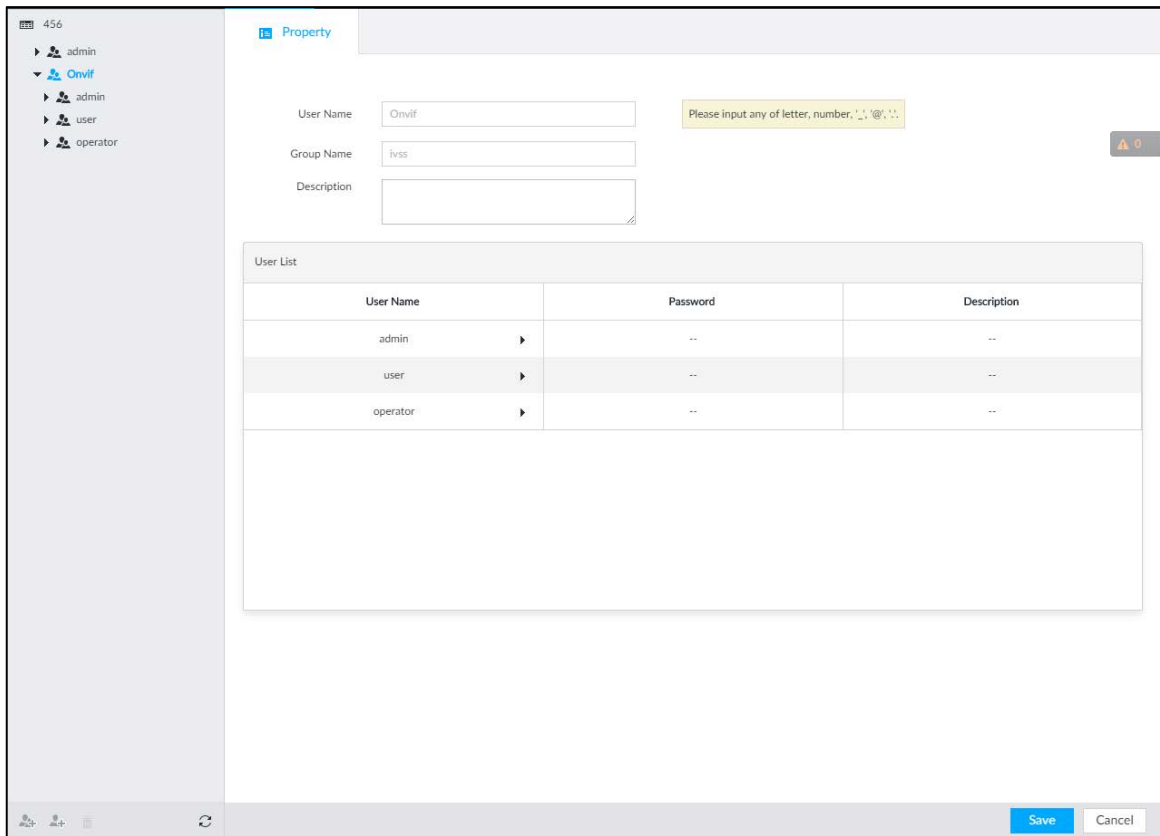 456
admin
Onvif
admin
user
operator
Property
User Name
Onvif
Please input any of letter, number, '_', '@', '.'.
Group Name
ivss
0
Description
User List
User Name Password Description
admin -- --
user -- --
operator -- --
Save Cancel